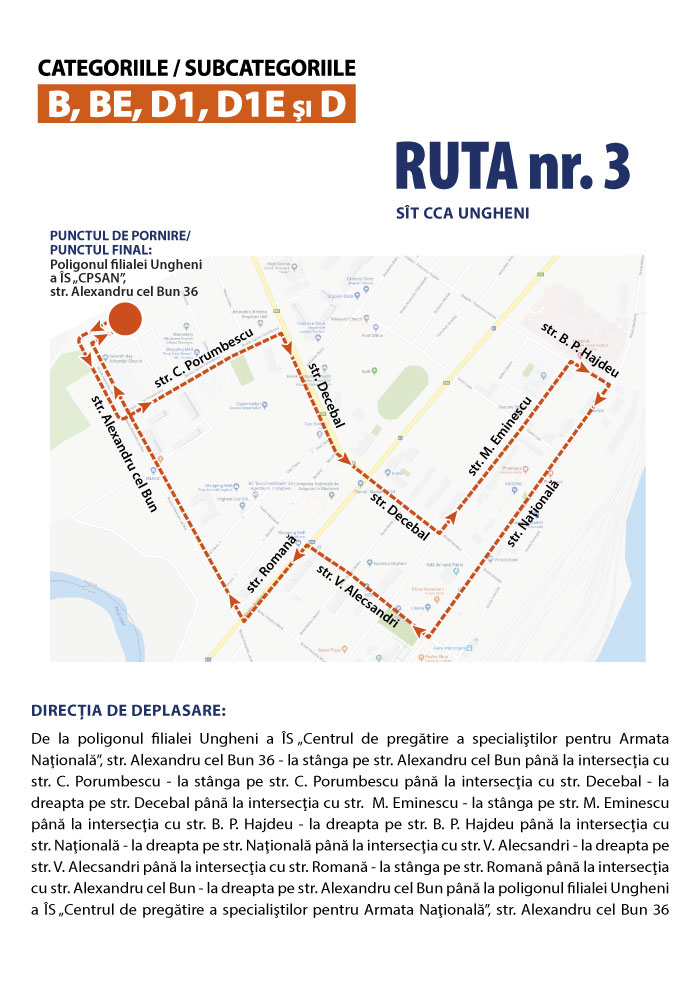 CATEGORIILE / SUBCATEGORIILE
B, BE, D1, D1E ȘI D
RUTA nr. 3
SÎT CCA UNGHENI
PUNCTUL DE PORNIRE/
PUNCTUL FINAL:
Poligonul filialei Ungheni
a ÎS „CPSAN”,
str. Alexandru cel Bun 36
str. C. Porumbescu
str. Decebal
str. B. P. Hajdeu
str. M. Eminescu
str. Alexandru cel Bun
str. Decebal
str. Naţională
str. Romană
str. V. Alecsandri
DIRECŢIA DE DEPLASARE:
De la poligonul filialei Ungheni a ÎS „Centrul de pregătire a specialiştilor pentru Armata
Naţională”, str. Alexandru cel Bun 36 - la stânga pe str. Alexandru cel Bun până la intersecţia cu
str. C. Porumbescu - la stânga pe str. C. Porumbescu până la intersecţia cu str. Decebal - la
dreapta pe str. Decebal până la intersecţia cu str. M. Eminescu - la stânga pe str. M. Eminescu
până la intersecţia cu str. B. P. Hajdeu - la dreapta pe str. B. P. Hajdeu până la intersecţia cu
str. Naţională - la dreapta pe str. Naţională până la intersecţia cu str. V. Alecsandri - la dreapta pe
str. V. Alecsandri până la intersecţia cu str. Romană - la stânga pe str. Romană până la intersecţia
cu str. Alexandru cel Bun - la dreapta pe str. Alexandru cel Bun până la poligonul filialei Ungheni
a ÎS „Centrul de pregătire a specialiştilor pentru Armata Naţională”, str. Alexandru cel Bun 36